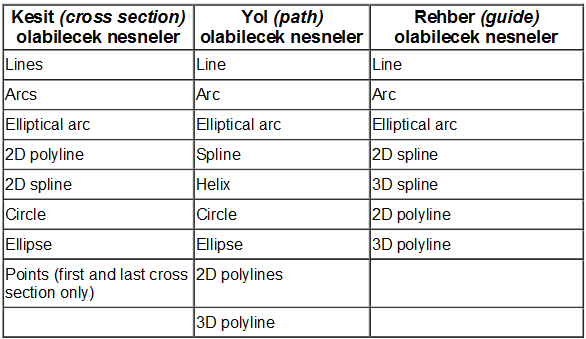 Kesit (cross section) olabilecek nesneler | Yol (path) olabilecek nesneler | Rehber (guide) olabilecek nesneler
Lines | Line | Line
Arcs | Arc | Arc
Elliptical arc | Elliptical arc | Elliptical arc
2D polyline | Spline | 2D spline
2D spline | Helix | 3D spline
Circle | Circle | 2D polyline
Ellipse | Ellipse | 3D polyline
Points (first and last cross section only) | 2D polylines |
 | 3D polyline |